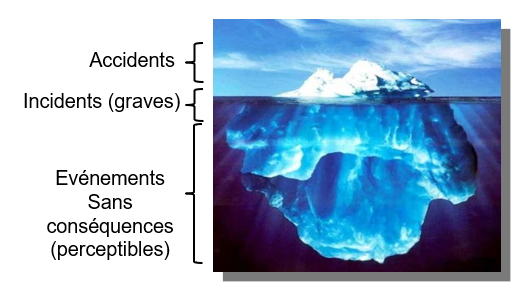 Accidents
Incidents (graves)
Evénements
Sans
conséquences
(perceptibles)